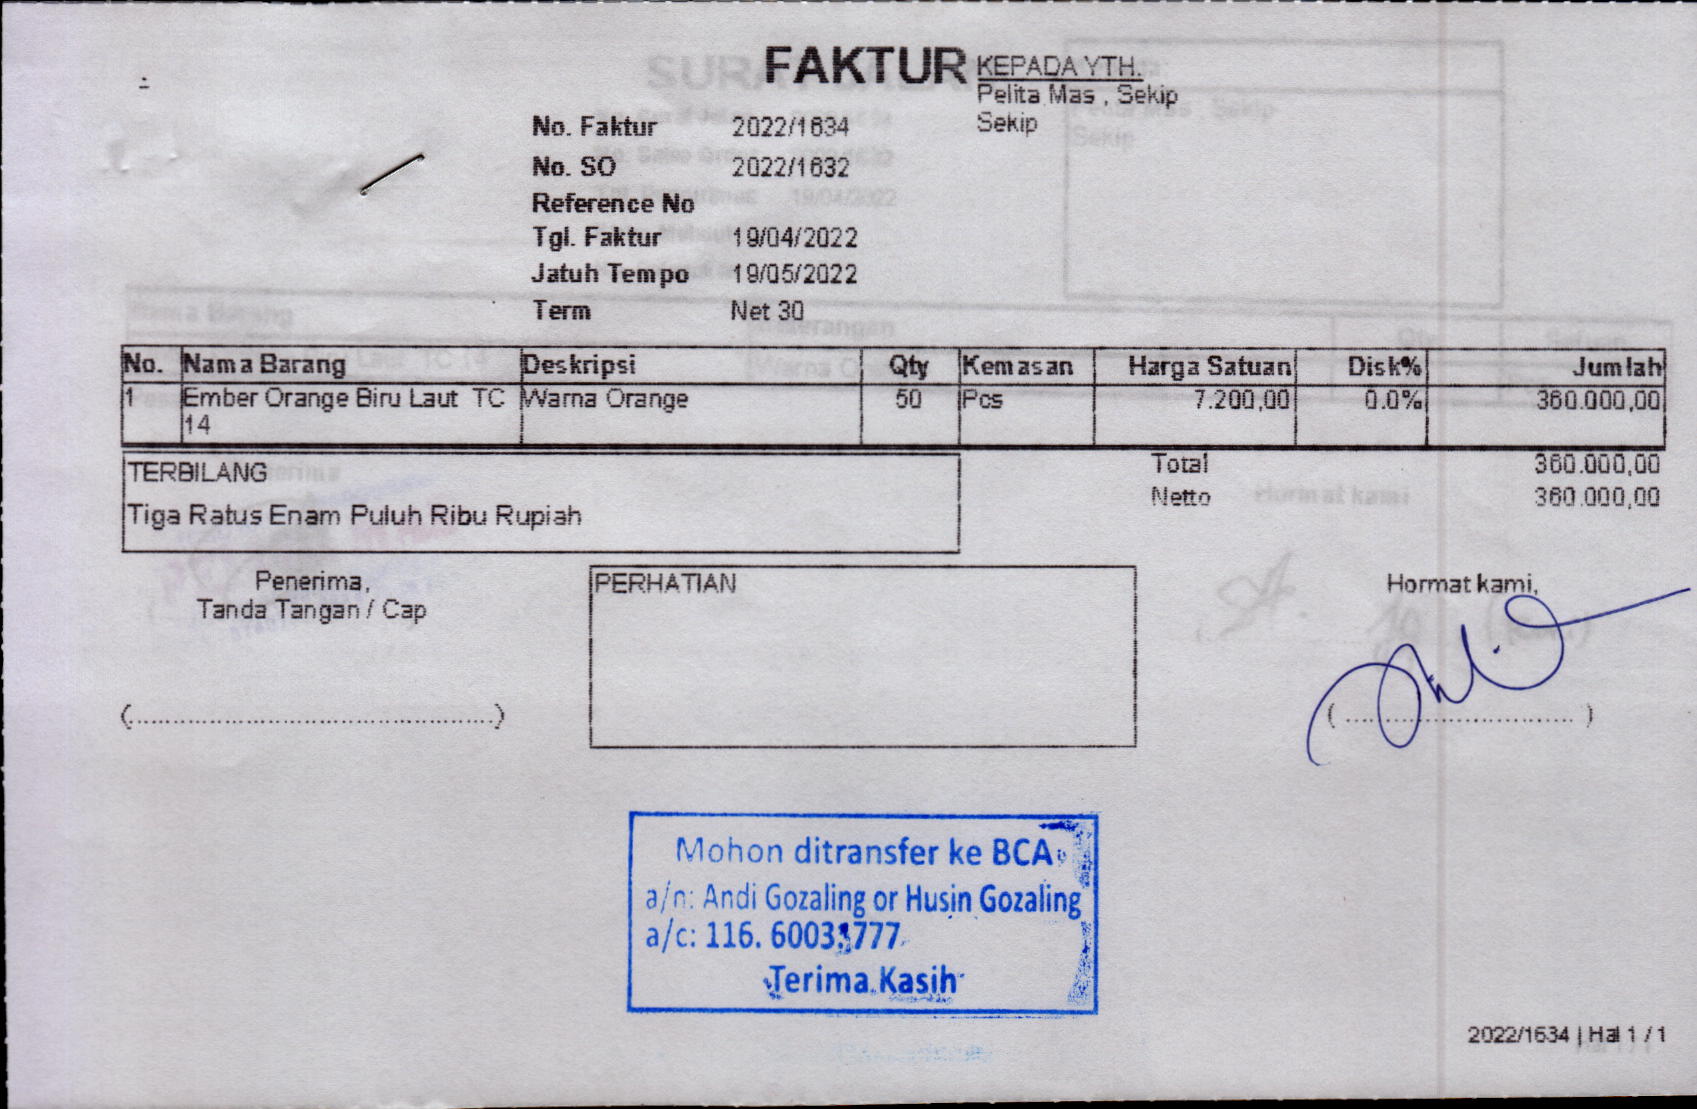 FAKTUR
KEPADA YTH.
Pelita Mas , Sekip
Sekip
No. Faktur 2022/1634
No. SO 2022/1632
Reference No
Tgl. Faktur 19/04/2022
Jatuh Tempo 19/05/2022
Term Net 30
No. Nama Barang Deskripsi Qty Kemasan Harga Satuan Disk% Jumlah
1 Ember Orange Biru Laut TC 14 Warna Orange 50 Pcs 7.200,00 0.0% 360.000,00
TERBILANG
Tiga Ratus Enam Puluh Ribu Rupiah
Total 360.000,00
Netto 360.000,00
Penerima,
Tanda Tangan / Cap
PERHATIAN
Hormat kami,
(..............................................)
( ............................. )
Mohon ditransfer ke BCA
a/n: Andi Gozaling or Husin Gozaling
a/c: 116.
Terima Kasih
2022/1634 | Hal 1 / 1